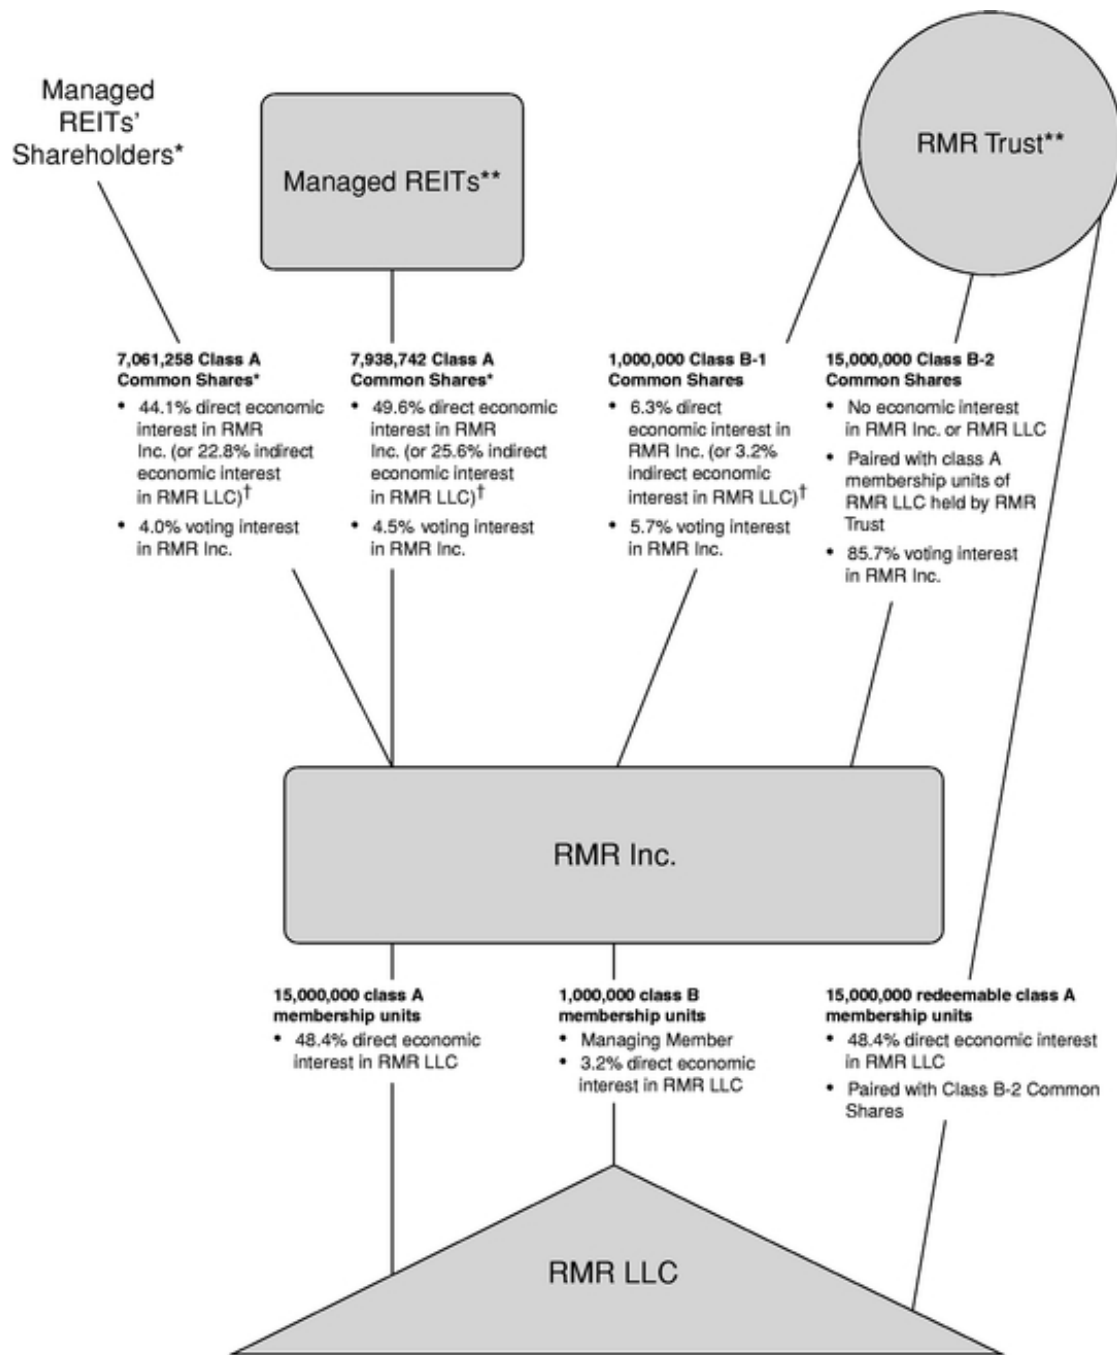 Managed
REITs'
Shareholders*
Managed REITs**
RMR Trust**
7,061,258 Class A
Common Shares*
• 44.1% direct economic
interest in RMR
Inc. (or 22.8% indirect
economic interest
in RMR LLC)†
• 4.0% voting interest
in RMR Inc.
7,938,742 Class A
Common Shares*
• 49.6% direct economic
interest in RMR
Inc. (or 25.6% indirect
economic interest
in RMR LLC)†
• 4.5% voting interest
in RMR Inc.
1,000,000 Class B-1
Common Shares
• 6.3% direct
economic interest in
RMR Inc. (or 3.2%
indirect economic
interest in RMR LLC)†
• 5.7% voting interest
in RMR Inc.
15,000,000 Class B-2
Common Shares
• No economic interest
in RMR Inc. or RMR LLC
• Paired with class A
membership units of
RMR LLC held by RMR
Trust
• 85.7% voting interest
in RMR Inc.
RMR Inc.
15,000,000 class A
membership units
• 48.4% direct economic
interest in RMR LLC
1,000,000 class B
membership units
• Managing Member
• 3.2% direct economic
interest in RMR LLC
15,000,000 redeemable class A
membership units
• 48.4% direct economic interest
in RMR LLC
• Paired with Class B-2 Common
Shares
RMR LLC